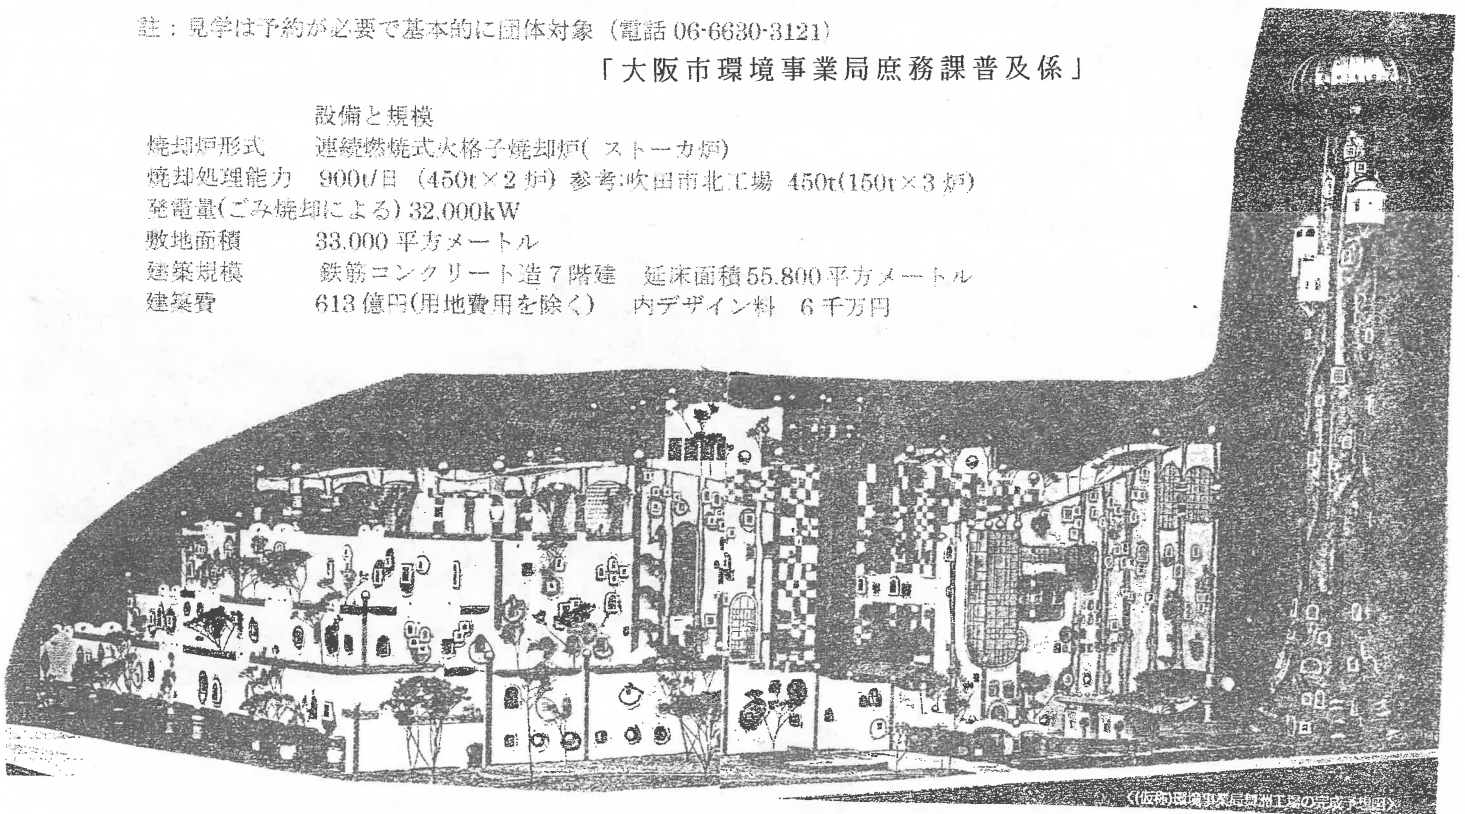 註：見学は予約が必要で基本的に団体対象（電話 06-6630-3121）
「大阪市環境事業局庶務課普及係」
設備と規模
焼却炉形式　連続燃焼式火格子焼却炉( ストーカ炉)
焼却処理能力　900t/日（450t×2炉）参考:吹田市北工場 450t(150t×3炉)
発電量(ごみ焼却による) 32.000kW
敷地面積　33.000 平方メートル
建築規模　鉄筋コンクリート造7階建　延床面積 55.800 平方メートル
建築費　613 億円(用地費用を除く)　内デザイン料　6千万円
〈(仮称)環境事業局舞洲工場の完成予想図〉